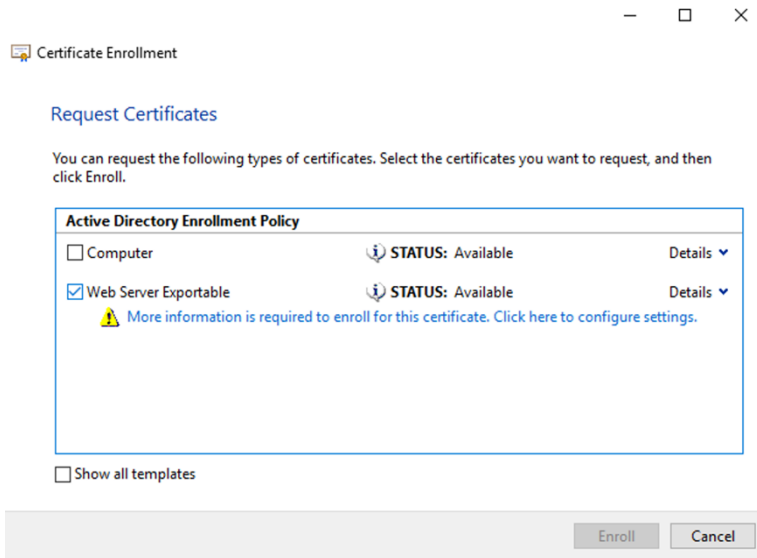 Certificate Enrollment
Request Certificates
You can request the following types of certificates. Select the certificates you want to request, and then
click Enroll.
Active Directory Enrollment Policy
Computer STATUS: Available Details
Web Server Exportable STATUS: Available Details
More information is required to enroll for this certificate. Click here to configure settings.
Show all templates
Enroll Cancel